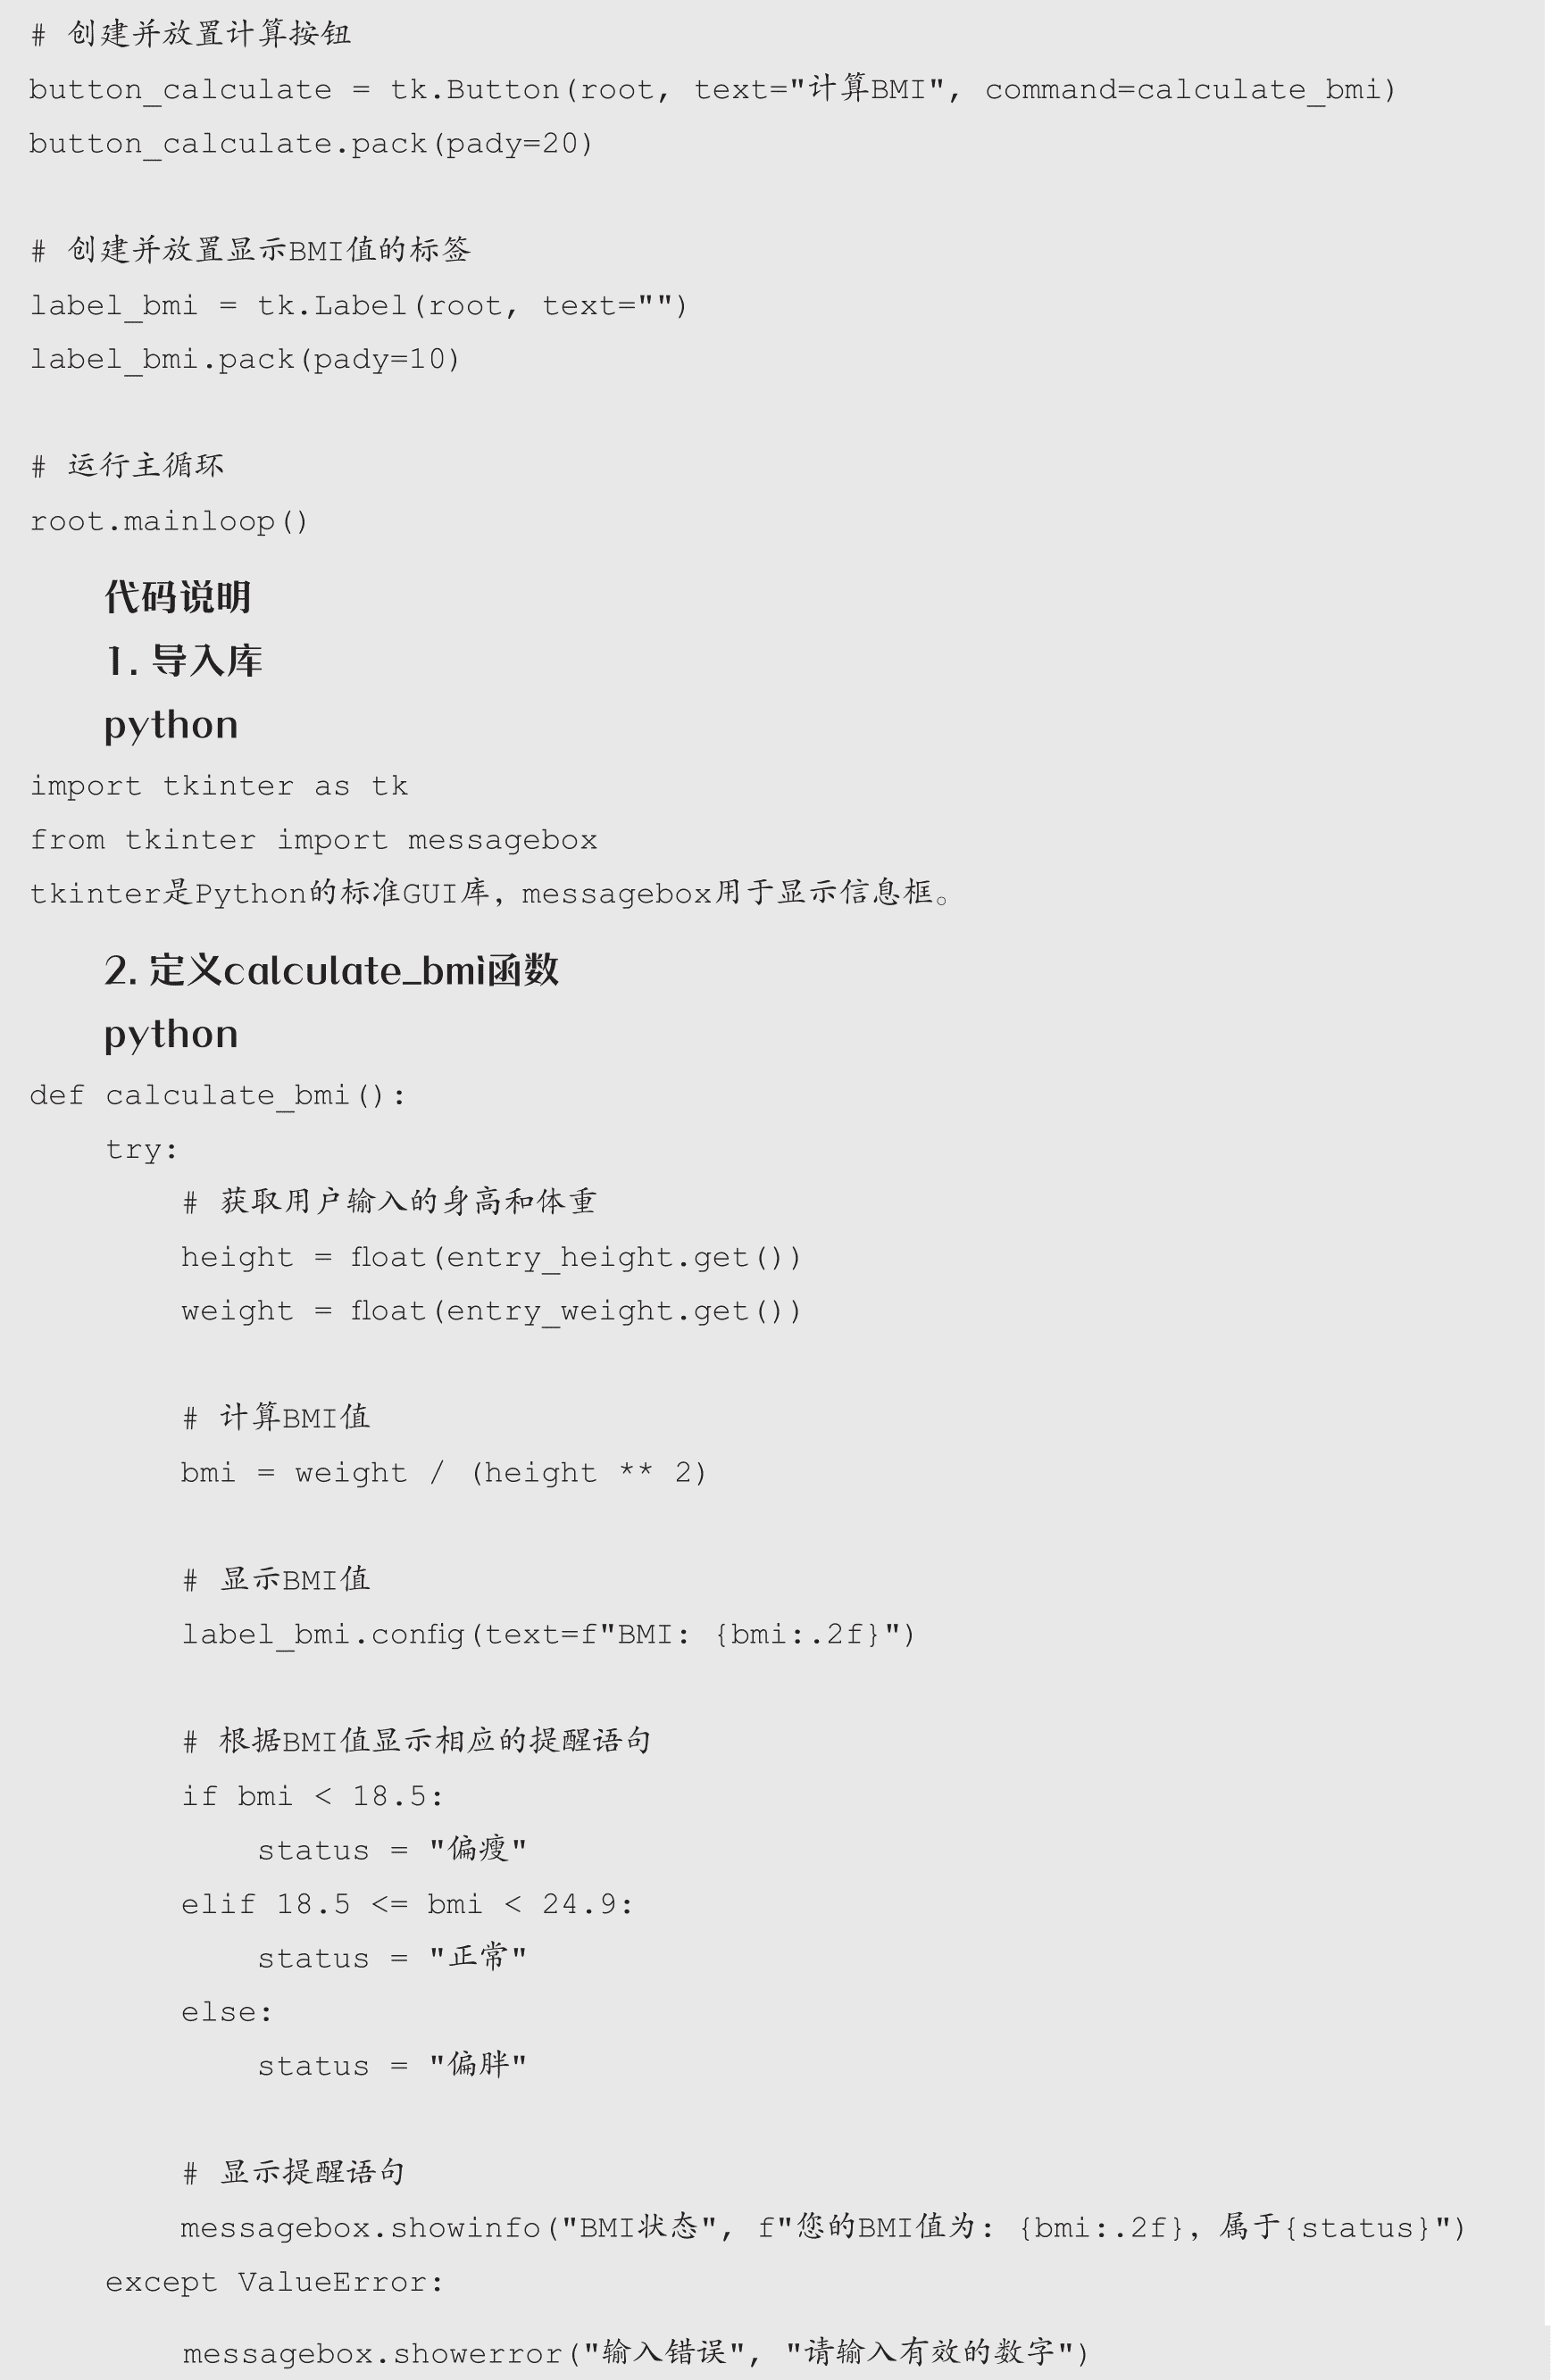 # 创建并放置计算按钮
button_calculate = tk.Button(root, text="计算BMI", command=calculate_bmi)
button_calculate.pack(pady=20)
# 创建并放置显示BMI值的标签
label_bmi = tk.Label(root, text="")
label_bmi.pack(pady=10)
# 运行主循环
root.mainloop()
代码说明
1. 导入库
python
import tkinter as tk
from tkinter import messagebox
tkinter是Python的标准GUI库，messagebox用于显示信息框。
2. 定义calculate_bmi函数
python
def calculate_bmi():
    try:
        # 获取用户输入的身高和体重
        height = float(entry_height.get())
        weight = float(entry_weight.get())
        # 计算BMI值
        bmi = weight / (height ** 2)
        # 显示BMI值
        label_bmi.config(text=f"BMI: {bmi:.2f}")
        # 根据BMI值显示相应的提醒语句
        if bmi < 18.5:
            status = "偏瘦"
        elif 18.5 <= bmi < 24.9:
            status = "正常"
        else:
            status = "偏胖"
        # 显示提醒语句
        messagebox.showinfo("BMI状态", f"您的BMI值为: {bmi:.2f}，属于{status}")
    except ValueError:
        messagebox.showerror("输入错误", "请输入有效的数字")